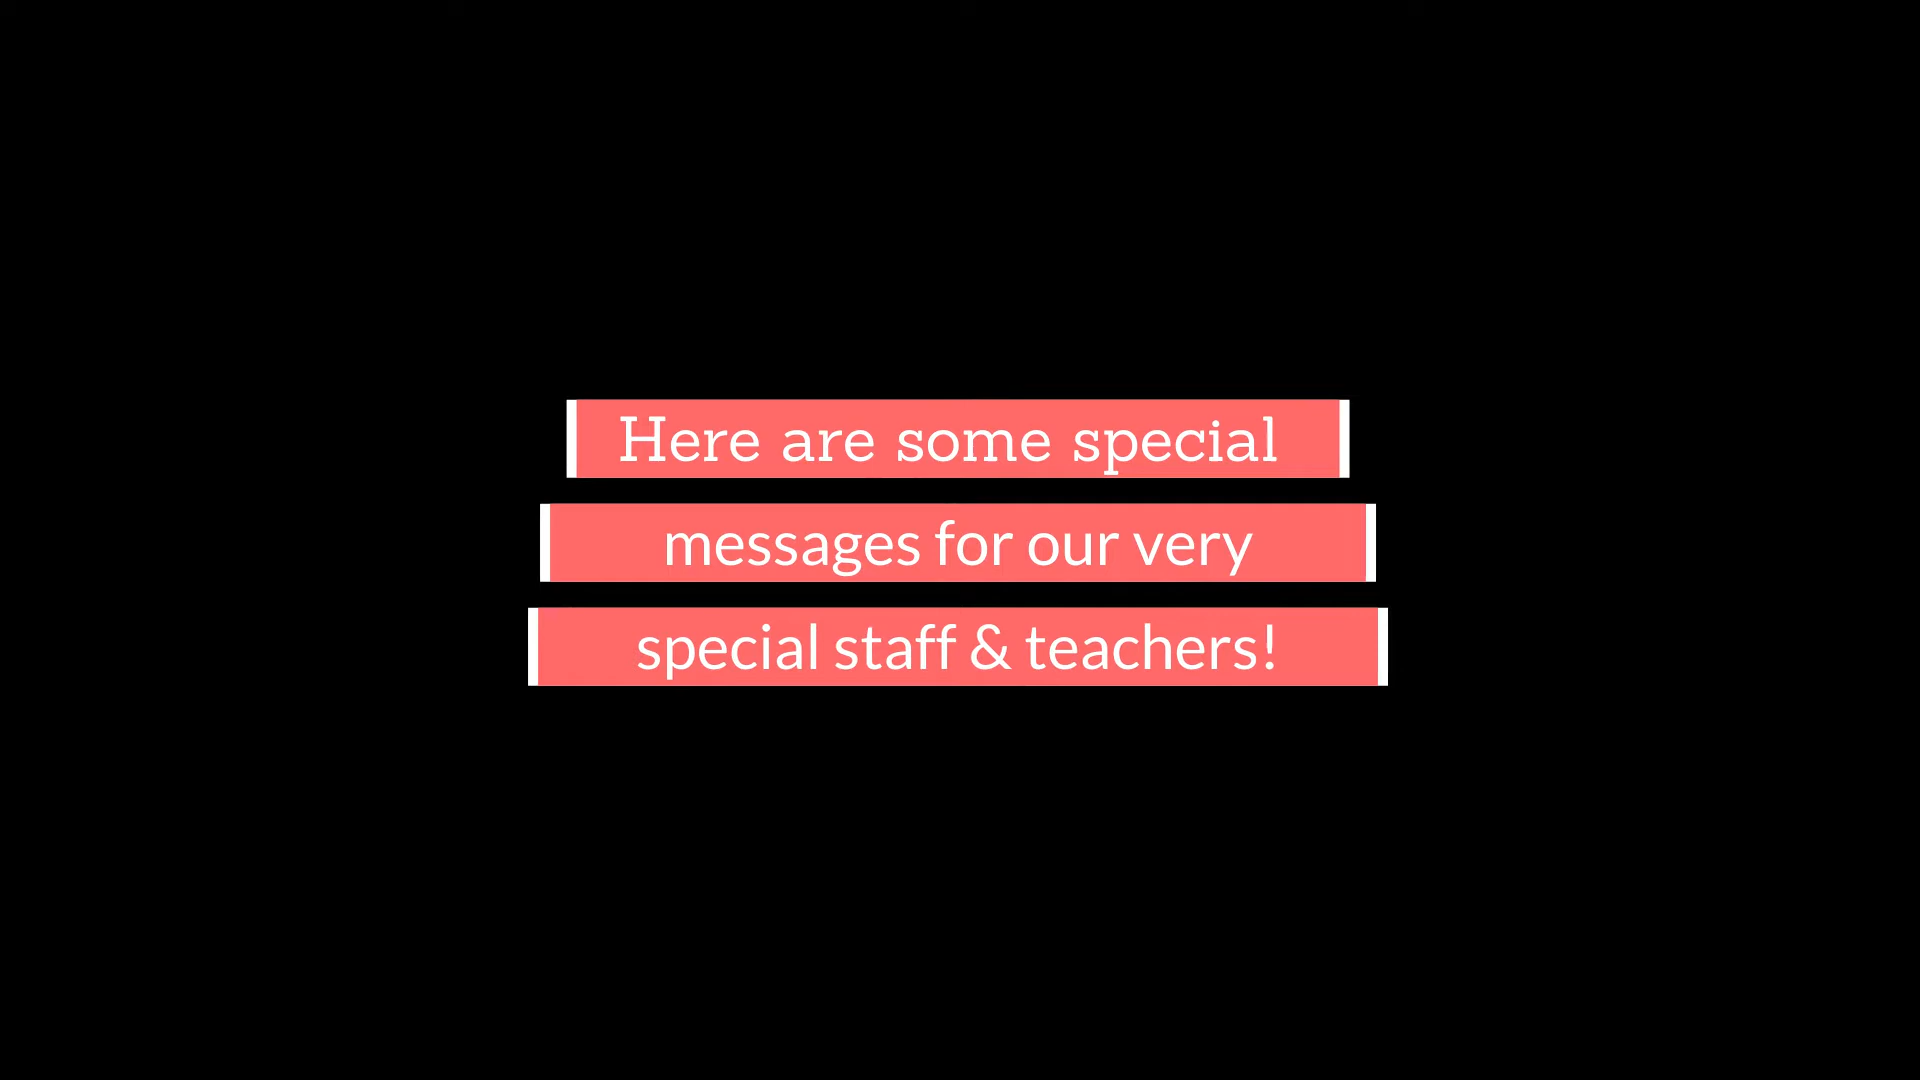 Here are some special
messages for our very
special staff & teachers!